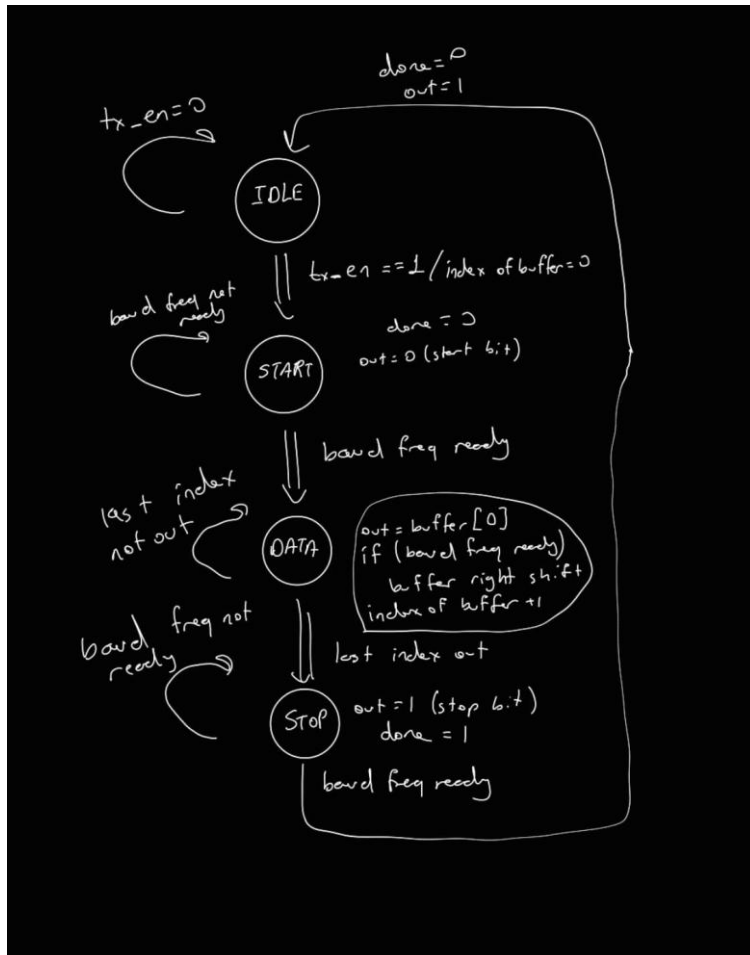 done=0
out=1
tx_en=0
IDLE
tx_en ==1/index of buffer=0
baud freq not
ready
done = 0
out=0 (start bit)
START
baud freq ready
last index
not out
DATA
out=buffer[0]
if (baud freq ready)
buffer right shift
index of buffer +1
baud freq not
ready
last index out
STOP
out=1 (stop bit)
done = 1
baud freq ready